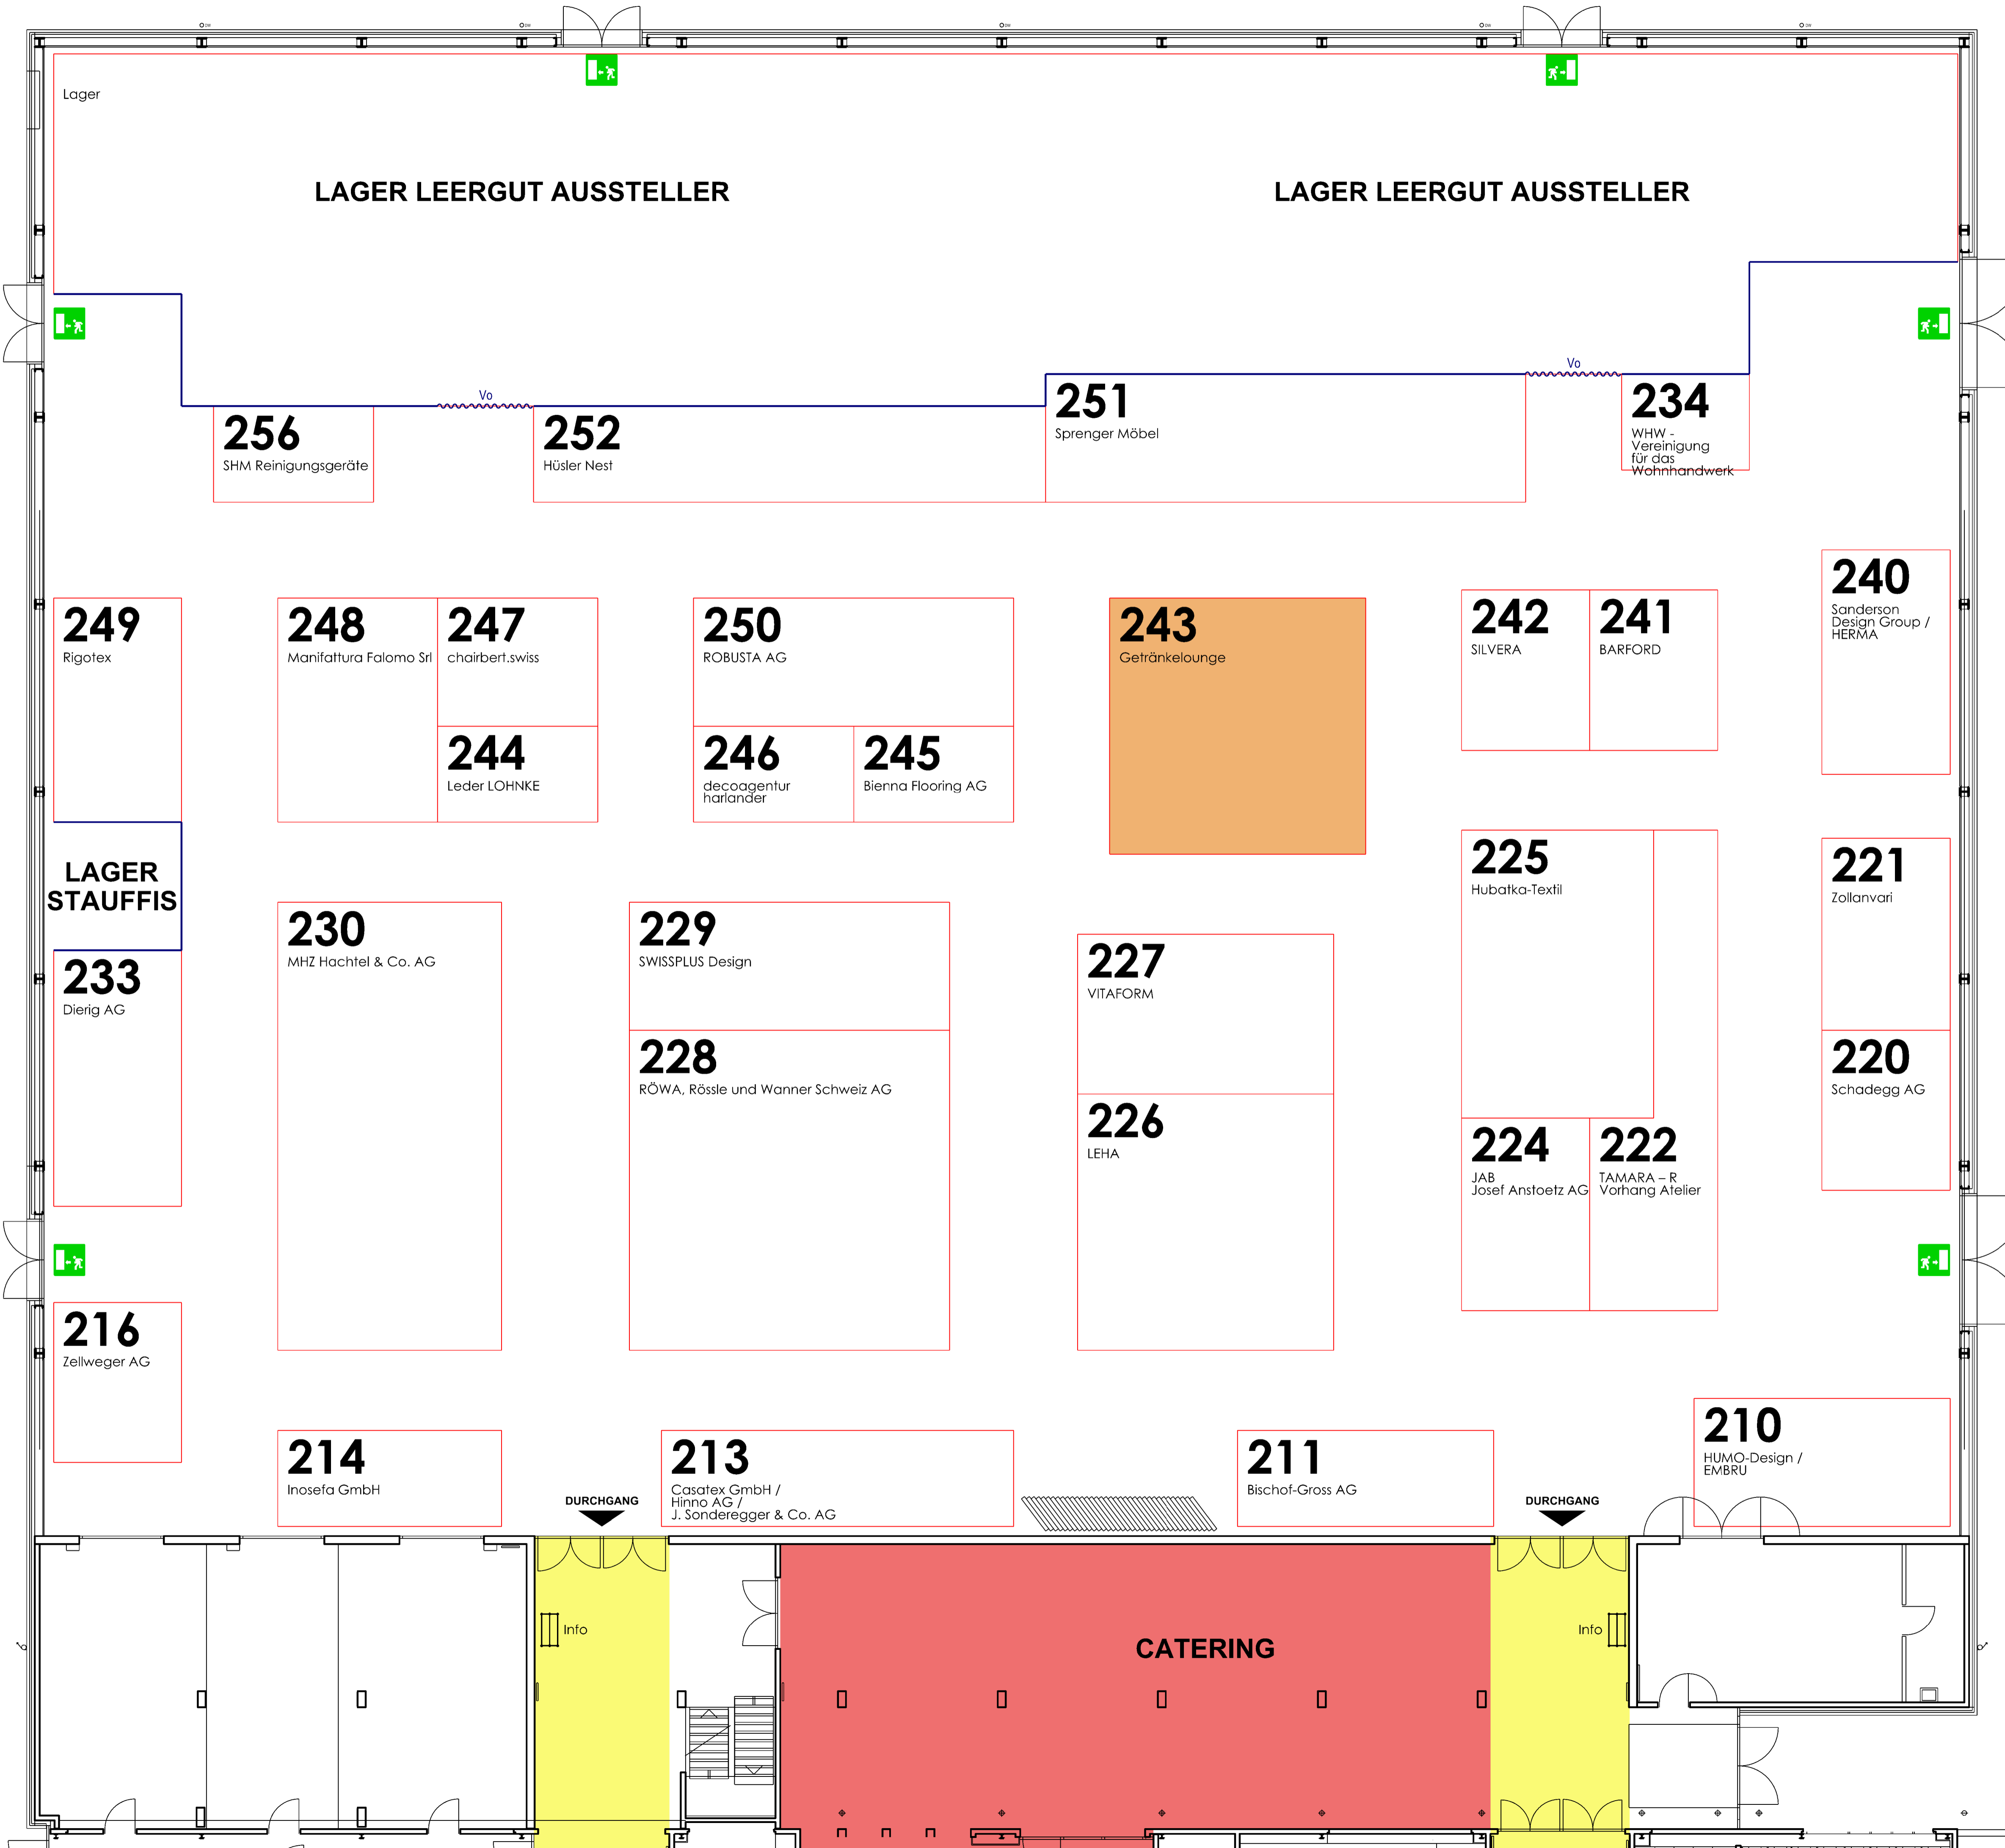 DW
DW
DW
DW
DW
Lager
LAGER LEERGUT AUSSTELLER
LAGER LEERGUT AUSSTELLER
Vo
Vo
256
SHM Reinigungsgeräte
252
Hüsler Nest
251
Sprenger Möbel
234
WHW -
Vereinigung
für das
Wohnhandwerk
249
Rigotex
248
Manifattura Falomo Srl
247
chairbert.swiss
250
ROBUSTA AG
243
Getränkelounge
242
SILVERA
241
BARFORD
240
Sanderson
Design Group /
HERMA
244
Leder LOHNKE
246
decoagentur
harlander
245
Bienna Flooring AG
LAGER
STAUFFIS
225
Hubatka-Textil
221
Zollanvari
233
Dierig AG
230
MHZ Hachtel & Co. AG
229
SWISSPLUS Design
227
VITAFORM
228
RÖWA, Rössle und Wanner Schweiz AG
220
Schadegg AG
226
LEHA
224
JAB
Josef Anstoetz AG
222
TAMARA – R
Vorhang Atelier
216
Zellweger AG
214
Inosefa GmbH
213
Casatex GmbH /
Hinno AG /
J. Sonderegger & Co. AG
211
Bischof-Gross AG
210
HUMO-Design /
EMBRU
DURCHGANG
DURCHGANG
Info
Info
CATERING